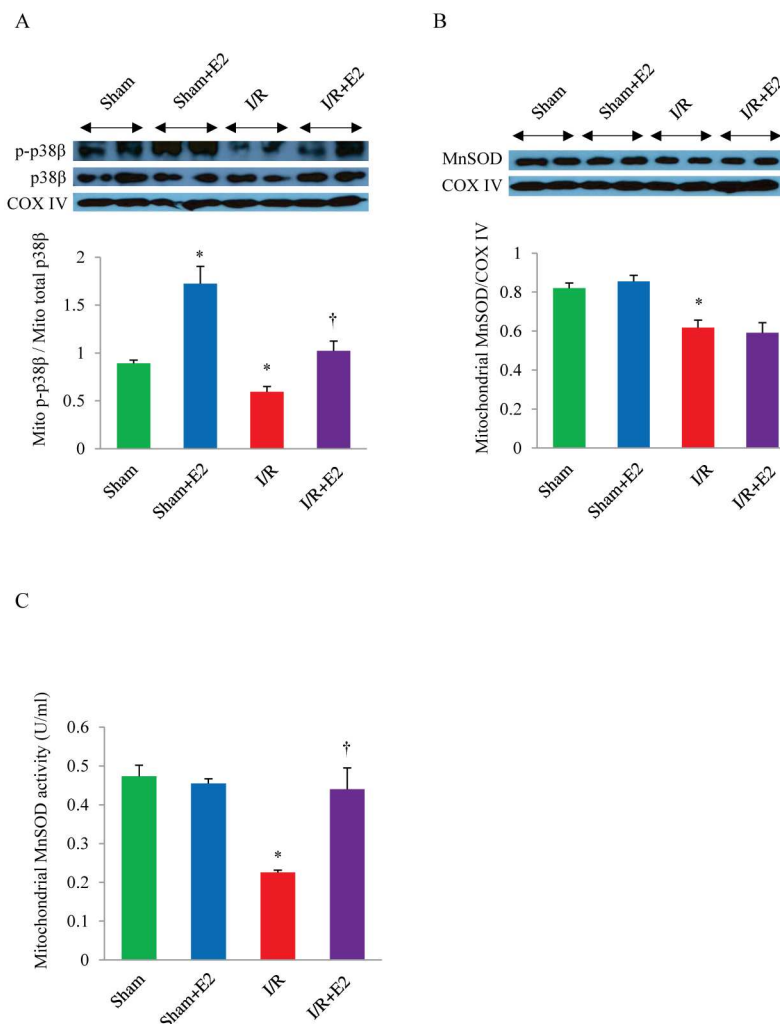 A
Sham
Sham+E2
I/R
I/R+E2
p-p38β
p38β
COX IV
Mito p-p38β / Mito total p38β
2
1.5
1
0.5
0
*
*
†
Sham
Sham+E2
I/R
I/R+E2
B
Sham
Sham+E2
I/R
I/R+E2
MnSOD
COX IV
Mitochondrial MnSOD/COX IV
1
0.8
0.6
0.4
0.2
0
*
Sham
Sham+E2
I/R
I/R+E2
C
Mitochondrial MnSOD activity (U/ml)
0.6
0.5
0.4
0.3
0.2
0.1
0
*
†
Sham
Sham+E2
I/R
I/R+E2